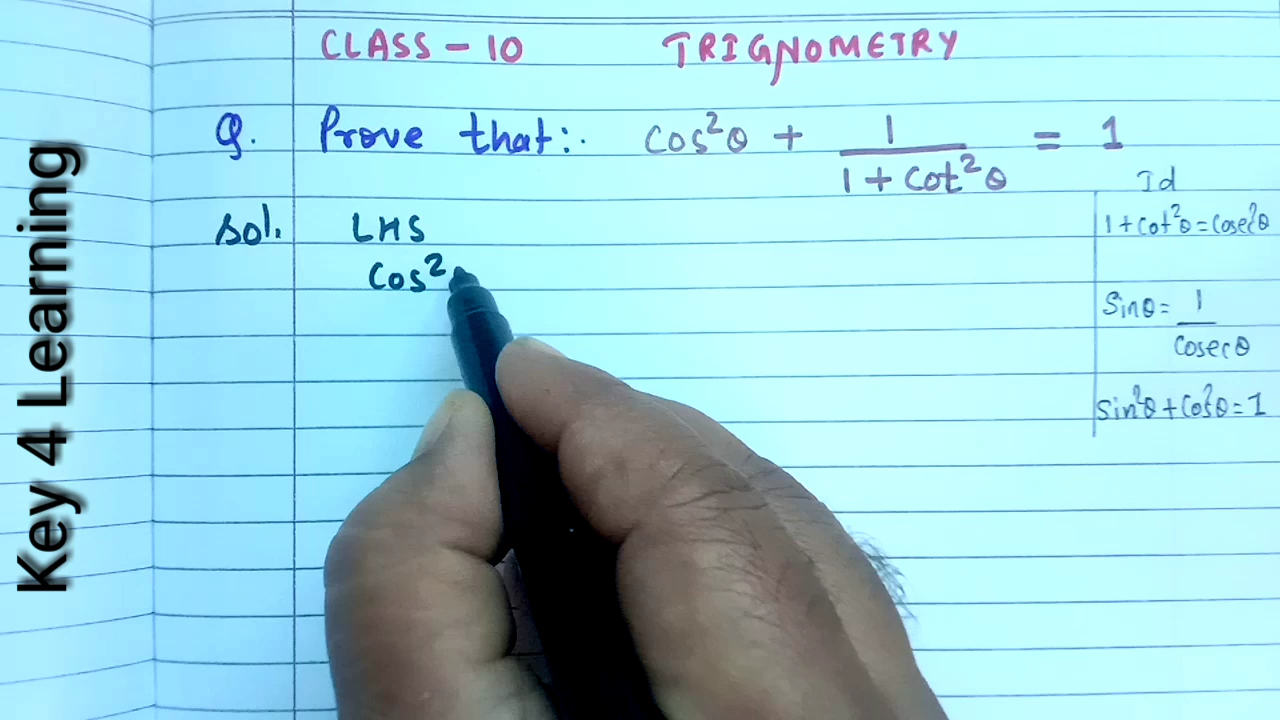 CLASS - 10 TRIGNOMETRY
Q. Prove that:. cos²θ + 1/(1 + cot²θ) = 1
Id
Sol. LHS
1 + cot²θ = cosec²θ
Cos²
Sinθ = 1/cosecθ
sin²θ + cos²θ = 1
Key 4 Learning